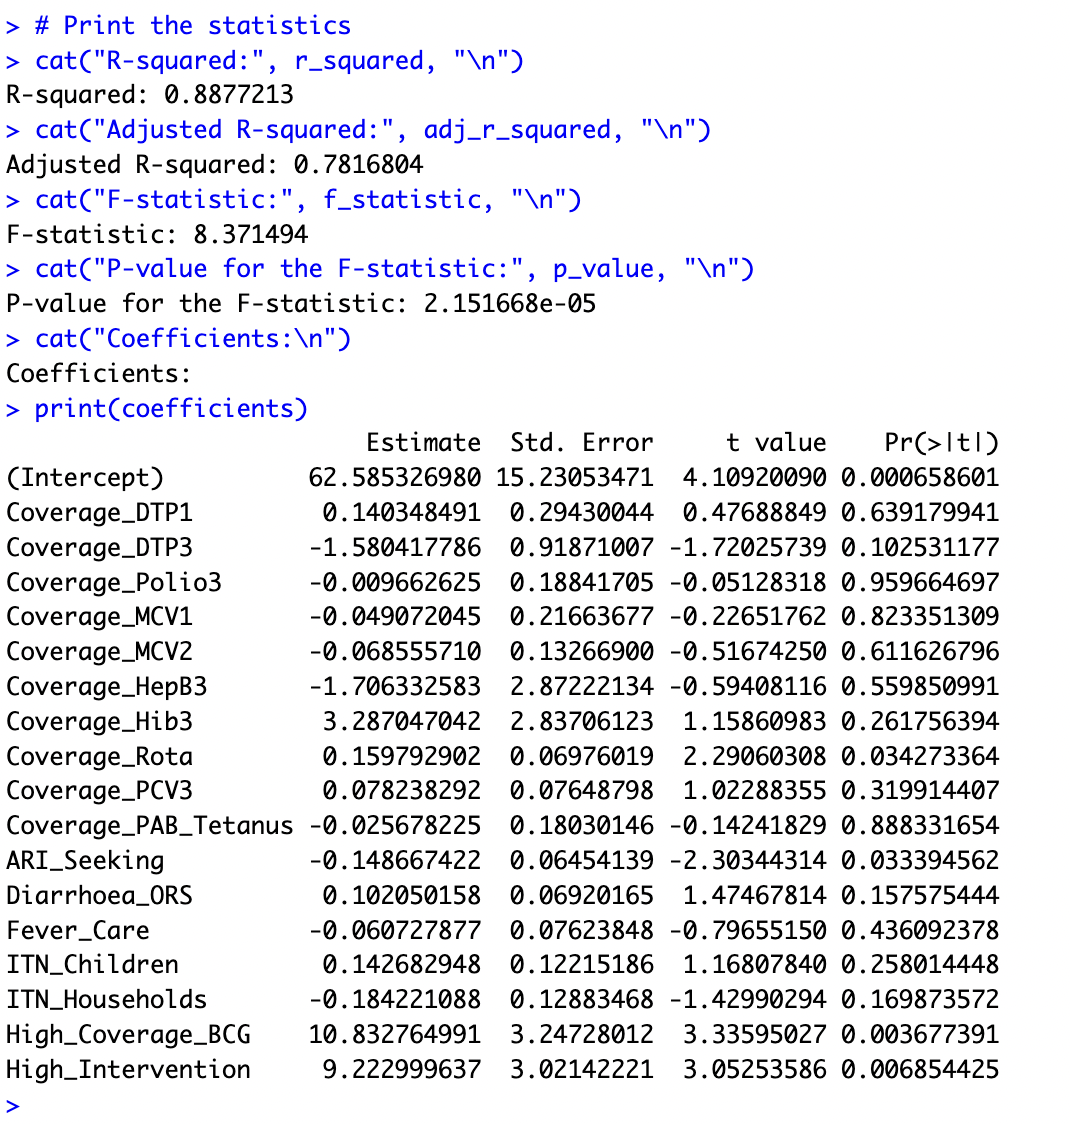 > # Print the statistics
> cat("R-squared:", r_squared, "\n")
R-squared: 0.8877213
> cat("Adjusted R-squared:", adj_r_squared, "\n")
Adjusted R-squared: 0.7816804
> cat("F-statistic:", f_statistic, "\n")
F-statistic: 8.371494
> cat("P-value for the F-statistic:", p_value, "\n")
P-value for the F-statistic: 2.151668e-05
> cat("Coefficients:\n")
Coefficients:
> print(coefficients)
Estimate Std. Error t value Pr(>|t|)
(Intercept) 62.585326980 15.23053471 4.10920090 0.000658601
Coverage_DTP1 0.140348491 0.29430044 0.47688849 0.639179941
Coverage_DTP3 -1.580417786 0.91871007 -1.72025739 0.102531177
Coverage_Polio3 -0.009662625 0.18841705 -0.05128318 0.959664697
Coverage_MCV1 -0.049072045 0.21663677 -0.22651762 0.823351309
Coverage_MCV2 -0.068555710 0.13266900 -0.51674250 0.611626796
Coverage_HepB3 -1.706332583 2.87222134 -0.59408116 0.559850991
Coverage_Hib3 3.287047042 2.83706123 1.15860983 0.261756394
Coverage_Rota 0.159792902 0.06976019 2.29060308 0.034273364
Coverage_PCV3 0.078238292 0.07648798 1.02288355 0.319914407
Coverage_PAB_Tetanus -0.025678225 0.18030146 -0.14241829 0.888331654
ARI_Seeking -0.148667422 0.06454139 -2.30344314 0.033394562
Diarrhoea_ORS 0.102050158 0.06920165 1.47467814 0.157575444
Fever_Care -0.060727877 0.07623848 -0.79655150 0.436092378
ITN_Children 0.142682948 0.12215186 1.16807840 0.258014448
ITN_Households -0.184221088 0.12883468 -1.42990294 0.169873572
High_Coverage_BCG 10.832764991 3.24728012 3.33595027 0.003677391
High_Intervention 9.222999637 3.02142221 3.05253586 0.006854425
>